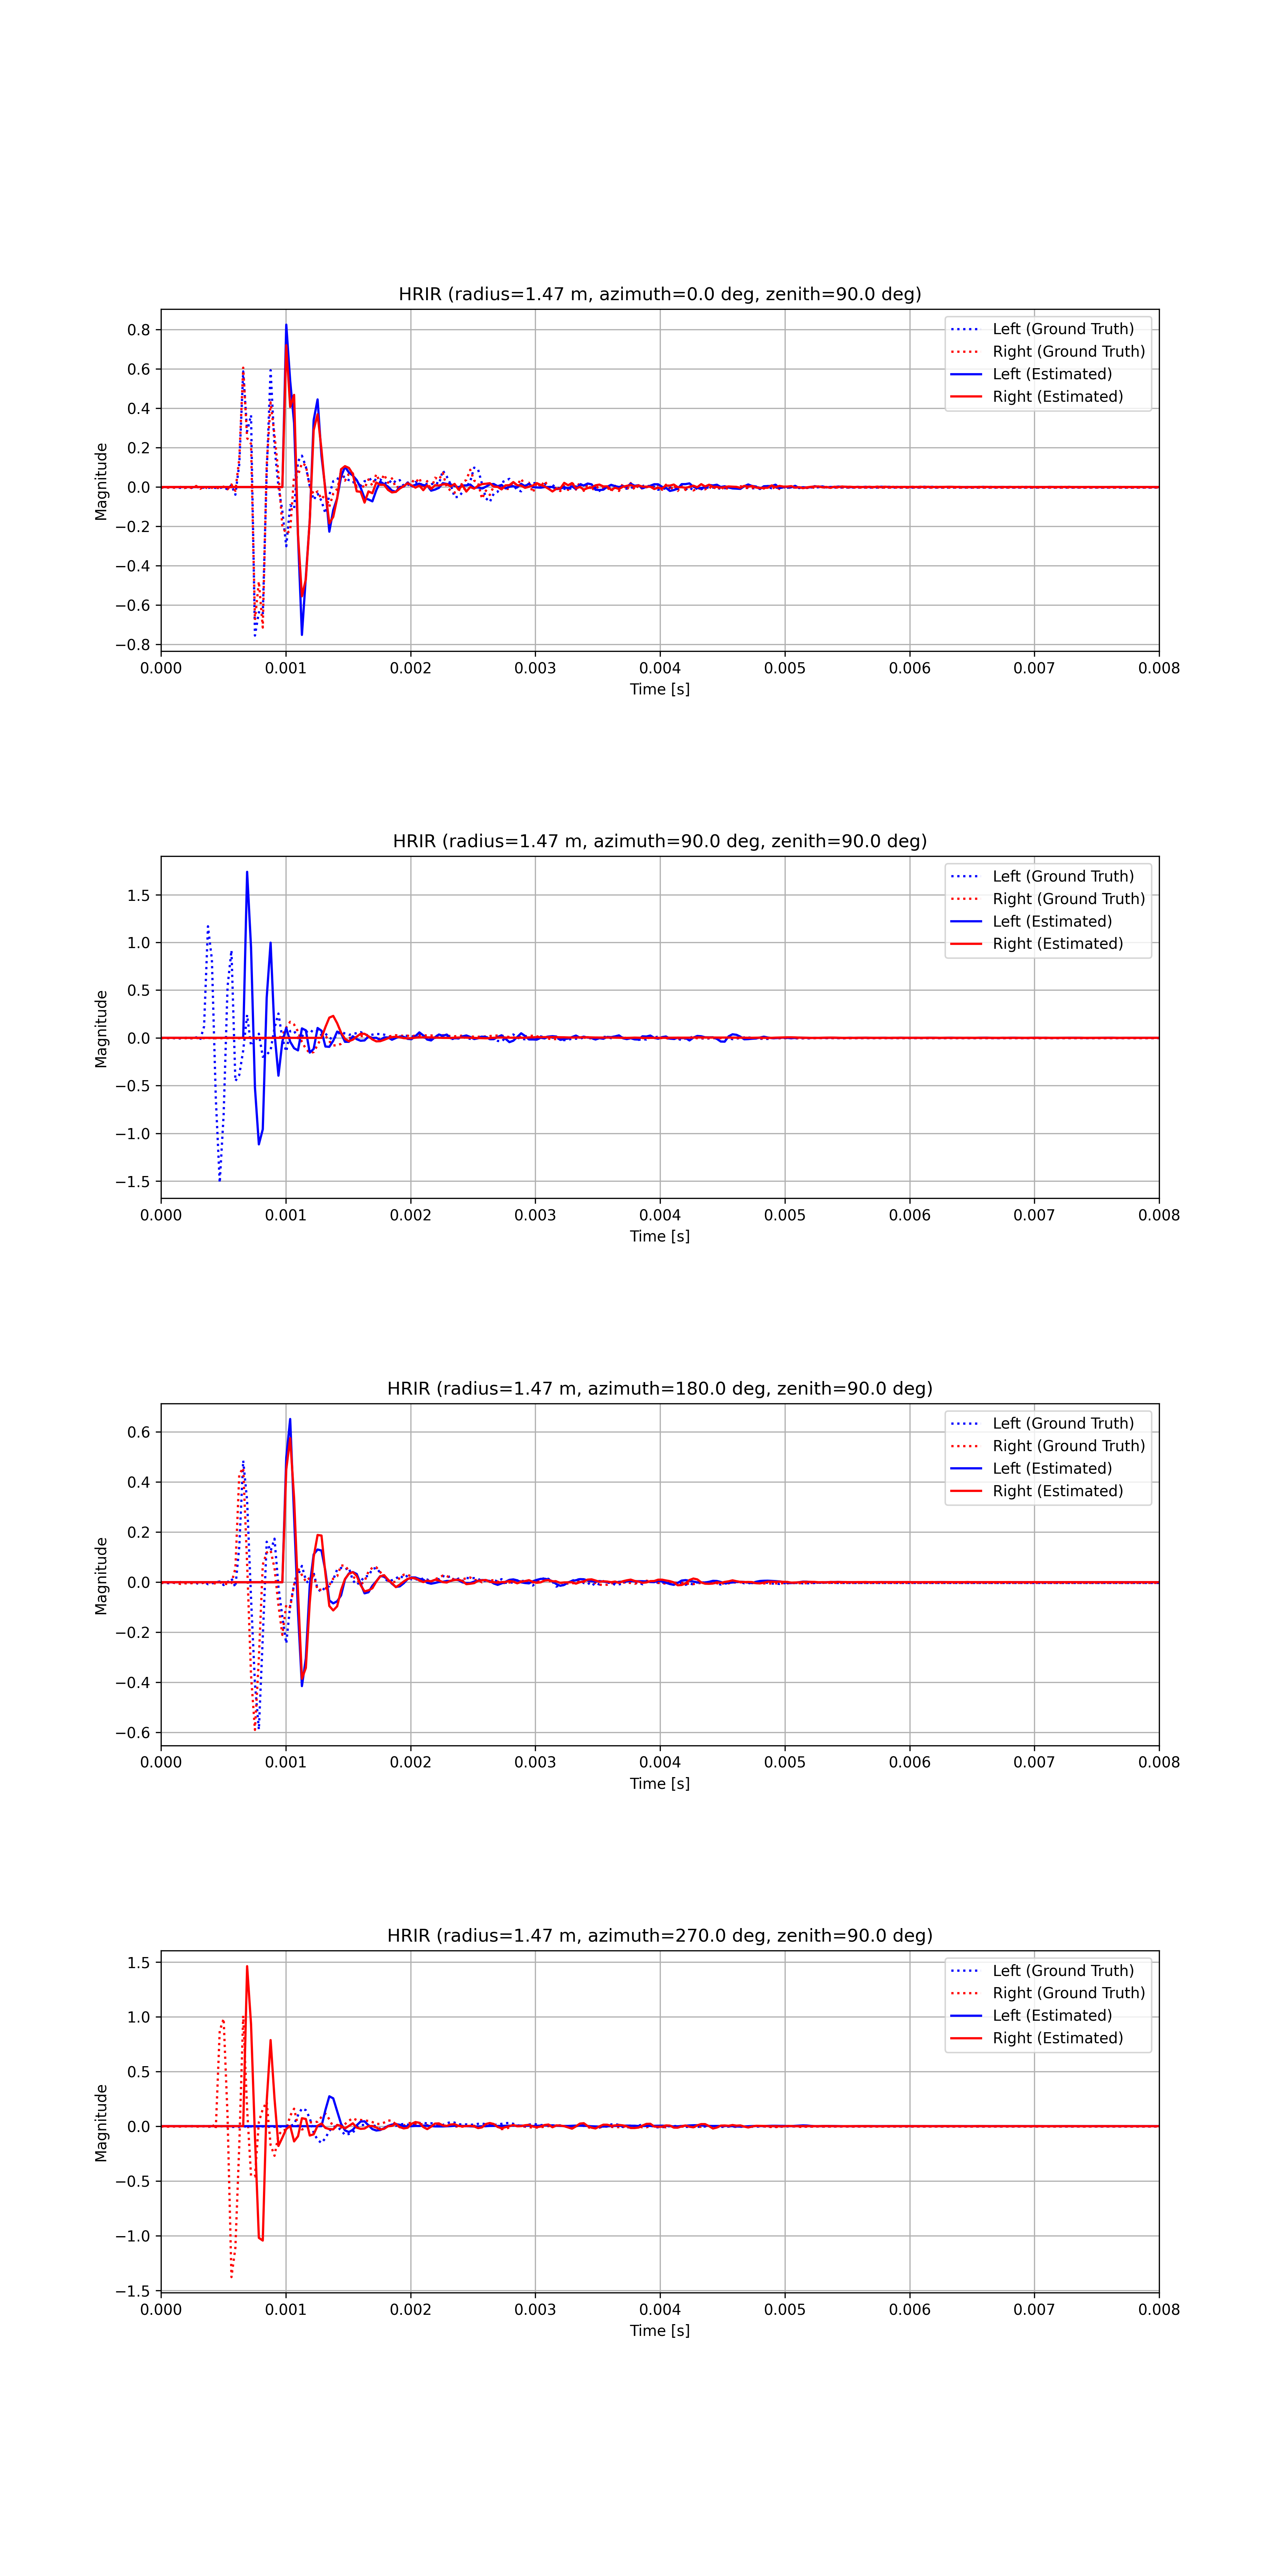 HRIR (radius=1.47 m, azimuth=0.0 deg, zenith=90.0 deg)
Left (Ground Truth)
Right (Ground Truth)
Left (Estimated)
Right (Estimated)
Magnitude
0.8
0.6
0.4
0.2
0.0
−0.2
−0.4
−0.6
−0.8
0.000 0.001 0.002 0.003 0.004 0.005 0.006 0.007 0.008
Time [s]
HRIR (radius=1.47 m, azimuth=90.0 deg, zenith=90.0 deg)
Left (Ground Truth)
Right (Ground Truth)
Left (Estimated)
Right (Estimated)
Magnitude
1.5
1.0
0.5
0.0
−0.5
−1.0
−1.5
0.000 0.001 0.002 0.003 0.004 0.005 0.006 0.007 0.008
Time [s]
HRIR (radius=1.47 m, azimuth=180.0 deg, zenith=90.0 deg)
Left (Ground Truth)
Right (Ground Truth)
Left (Estimated)
Right (Estimated)
Magnitude
0.6
0.4
0.2
0.0
−0.2
−0.4
−0.6
0.000 0.001 0.002 0.003 0.004 0.005 0.006 0.007 0.008
Time [s]
HRIR (radius=1.47 m, azimuth=270.0 deg, zenith=90.0 deg)
Left (Ground Truth)
Right (Ground Truth)
Left (Estimated)
Right (Estimated)
Magnitude
1.5
1.0
0.5
0.0
−0.5
−1.0
−1.5
0.000 0.001 0.002 0.003 0.004 0.005 0.006 0.007 0.008
Time [s]